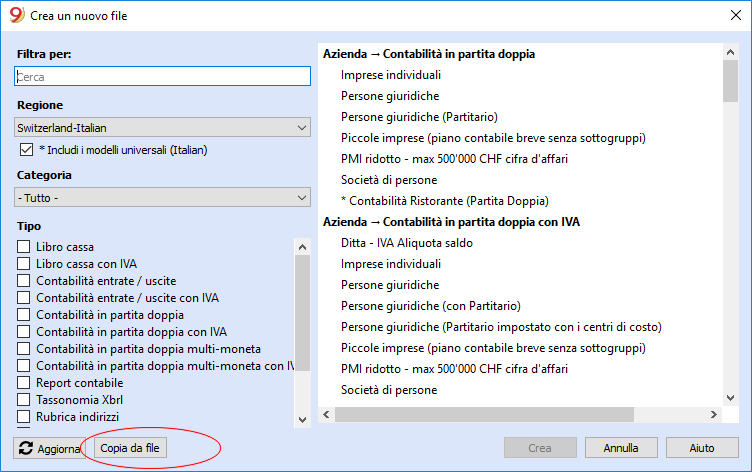 9 Crea un nuovo file
Filtra per:
Cerca
Regione
Switzerland-Italian
* Includi i modelli universali (Italian)
Categoria
- Tutto -
Tipo
Libro cassa
Libro cassa con IVA
Contabilità entrate / uscite
Contabilità entrate / uscite con IVA
Contabilità in partita doppia
Contabilità in partita doppia con IVA
Contabilità in partita doppia multi-moneta
Contabilità in partita doppia multi-moneta con IV
Report contabile
Tassonomia Xbrl
Rubrica indirizzi
Azienda → Contabilità in partita doppia
Imprese individuali
Persone giuridiche
Persone giuridiche (Partitario)
Piccole imprese (piano contabile breve senza sottogruppi)
PMI ridotto - max 500'000 CHF cifra d'affari
Società di persone
* Contabilità Ristorante (Partita Doppia)
Azienda → Contabilità in partita doppia con IVA
Ditta - IVA Aliquota saldo
Imprese individuali
Persone giuridiche
Persone giuridiche (con Partitario)
Persone giuridiche (Partitario impostato con i centri di costo)
Piccole imprese (piano contabile breve senza sottogruppi)
PMI ridotto - max 500'000 CHF cifra d'affari
Società di persone
Aggiorna
Copia da file
Crea
Annulla
Aiuto